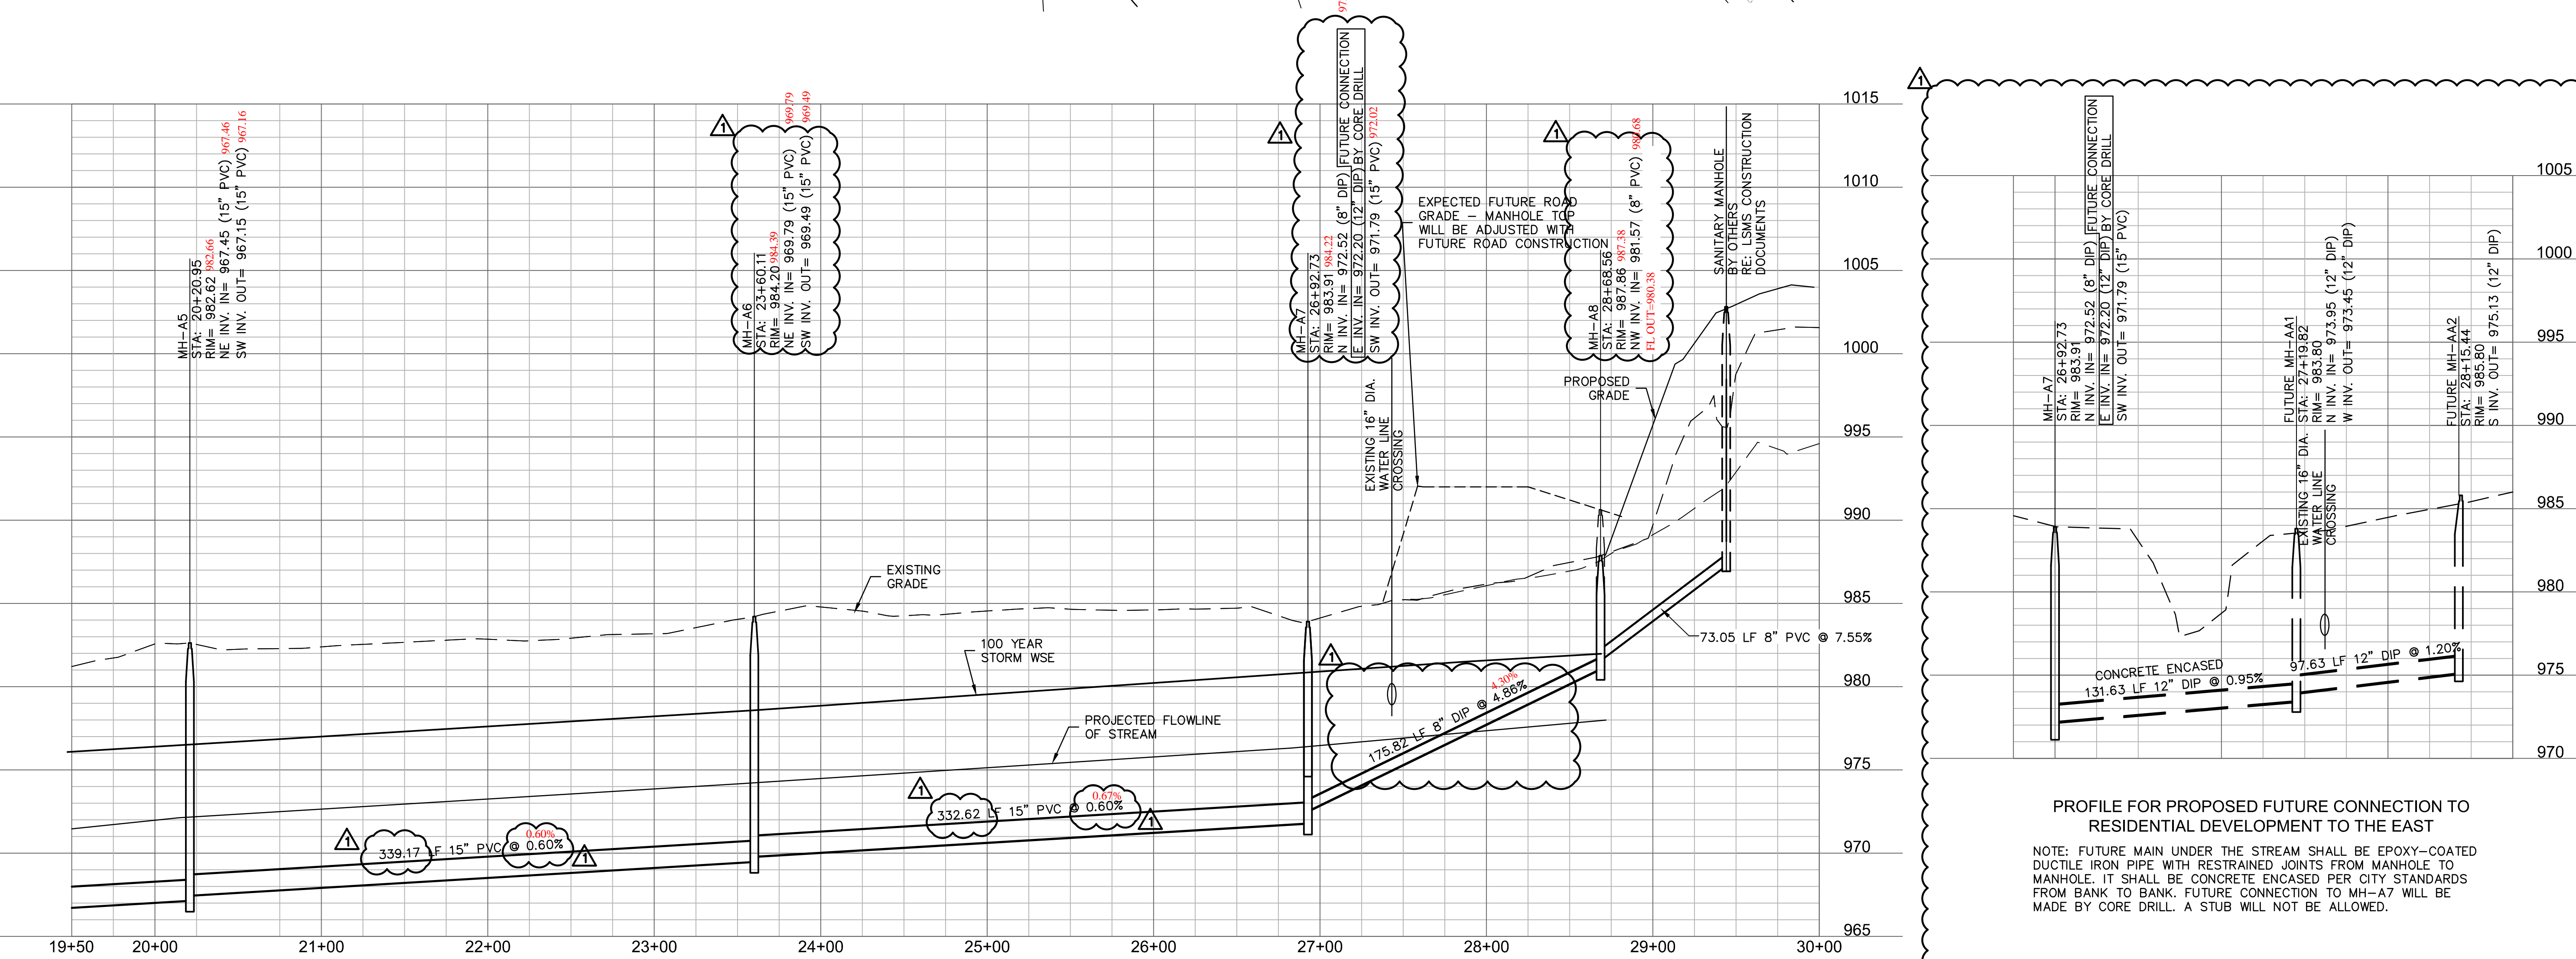 MH-A5
STA: 20+20.95
RIM= 982.62 982.66
NE INV. IN= 967.45 (15" PVC) 967.46
SW INV. OUT= 967.15 (15" PVC) 967.16
1
MH-A6
STA: 23+60.11
RIM= 984.20 984.39
NE INV. IN= 969.79 (15" PVC) 969.79
SW INV. OUT= 969.49 (15" PVC) 969.49
1
MH-A7
STA: 26+92.73
RIM= 983.91 984.22
N INV. IN= 972.52 (8" DIP) FUTURE CONNECTION
E INV. IN= 972.20 (12" DIP) BY CORE DRILL
SW INV. OUT= 971.79 (15" PVC) 972.02
EXPECTED FUTURE ROAD
GRADE – MANHOLE TOP
WILL BE ADJUSTED WITH
FUTURE ROAD CONSTRUCTION
1
MH-A8
STA: 28+68.56
RIM= 987.86 987.38
NW INV. IN= 981.57 (8" PVC)
FL OUT=980.38
SANITARY MANHOLE
BY OTHERS
RE: LSMS CONSTRUCTION
DOCUMENTS
EXISTING 16" DIA.
WATER LINE
CROSSING
PROPOSED
GRADE
EXISTING
GRADE
100 YEAR
STORM WSE
PROJECTED FLOWLINE
OF STREAM
1
339.17 LF 15" PVC @ 0.60%
0.60%
1
1
332.62 LF 15" PVC @ 0.60%
0.67%
1
1
175.82 LF 8" DIP @ 4.86%
4.30%
73.05 LF 8" PVC @ 7.55%
1015
1010
1005
1000
995
990
985
980
975
970
965
19+50
20+00
21+00
22+00
23+00
24+00
25+00
26+00
27+00
28+00
29+00
30+00
1
MH-A7
STA: 26+92.73
RIM= 983.91
N INV. IN= 972.52 (8" DIP) FUTURE CONNECTION
E INV. IN= 972.20 (12" DIP) BY CORE DRILL
SW INV. OUT= 971.79 (15" PVC)
FUTURE MH-AA1
STA: 27+19.82
RIM= 983.80
N INV. IN= 973.95 (12" DIP)
W INV. OUT= 973.45 (12" DIP)
EXISTING 16" DIA.
WATER LINE
CROSSING
FUTURE MH-AA2
STA: 28+15.44
RIM= 985.80
S INV. OUT= 975.13 (12" DIP)
CONCRETE ENCASED
131.63 LF 12" DIP @ 0.95%
97.63 LF 12" DIP @ 1.20%
1005
1000
995
990
985
980
975
970
PROFILE FOR PROPOSED FUTURE CONNECTION TO
RESIDENTIAL DEVELOPMENT TO THE EAST
NOTE: FUTURE MAIN UNDER THE STREAM SHALL BE EPOXY-COATED
DUCTILE IRON PIPE WITH RESTRAINED JOINTS FROM MANHOLE TO
MANHOLE. IT SHALL BE CONCRETE ENCASED PER CITY STANDARDS
FROM BANK TO BANK. FUTURE CONNECTION TO MH-A7 WILL BE
MADE BY CORE DRILL. A STUB WILL NOT BE ALLOWED.